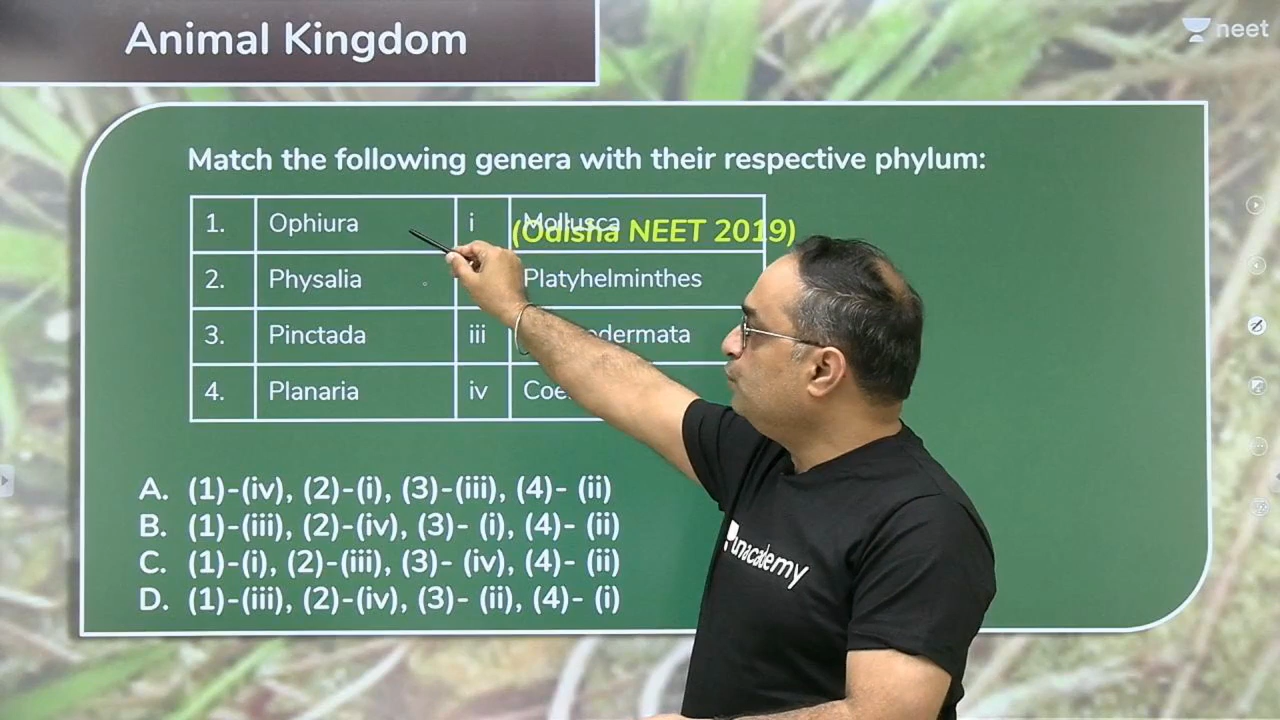 Animal Kingdom
neet
Match the following genera with their respective phylum:
1. Ophiura i Mollusca
(Odisha NEET 2019)
2. Physalia Platyhelminthes
3. Pinctada iii
4. Planaria iv
A. (1)-(iv), (2)-(i), (3)-(iii), (4)- (ii)
B. (1)-(iii), (2)-(iv), (3)- (i), (4)- (ii)
C. (1)-(i), (2)-(iii), (3)- (iv), (4)- (ii)
D. (1)-(iii), (2)-(iv), (3)- (ii), (4)- (i)
unacademy